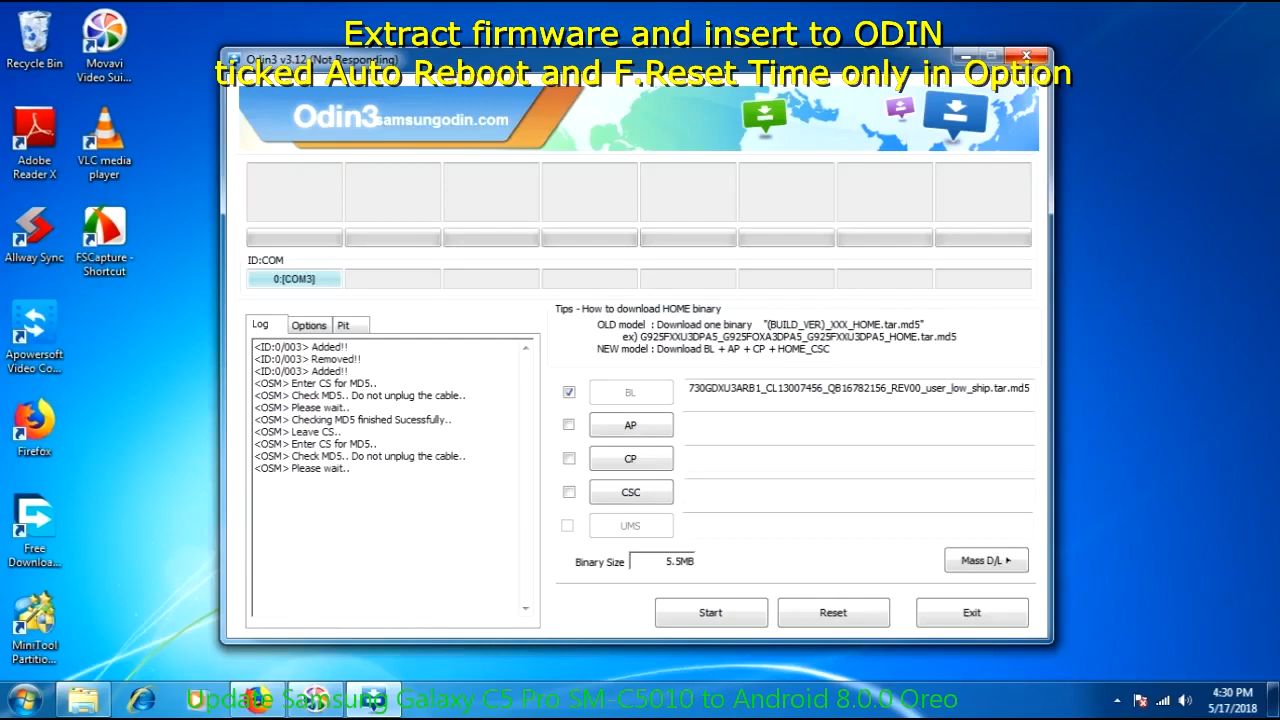 Extract firmware and insert to ODIN
ticked Auto Reboot and F.Reset Time only in Option
Recycle Bin
Movavi
Video Sui...
Adobe
Reader X
VLC media
player
Allway Sync
FSCapture -
Shortcut
Apowersoft
Video Co...
Firefox
Free
Downloa...
MiniTool
Partitio...
Odin3 v3.12 (Not Responding)
Odin3
samsungodin.com
ID:COM
0:[COM3]
Log
Options
Pit
<ID:0/003> Added!!
<ID:0/003> Removed!!
<ID:0/003> Added!!
<OSM> Enter CS for MD5..
<OSM> Check MD5.. Do not unplug the cable..
<OSM> Please wait..
<OSM> Checking MD5 finished Sucessfully..
<OSM> Leave CS..
<OSM> Enter CS for MD5..
<OSM> Check MD5.. Do not unplug the cable..
<OSM> Please wait..
Tips - How to download HOME binary
OLD model : Download one binary "(BUILD_VER)_XXX_HOME.tar.md5"
ex) G925FXXU3DPA5_G925FOXA3DPA5_G925FXXU3DPA5_HOME.tar.md5
NEW model : Download BL + AP + CP + HOME_CSC
BL
730GDXU3ARB1_CL13007456_QB16782156_REV00_user_low_ship.tar.md5
AP
CP
CSC
UMS
Binary Size
5.5MB
Mass D/L
Start
Reset
Exit
Update Samsung Galaxy C5 Pro SM-C5010 to Android 8.0.0 Oreo
4:30 PM
5/17/2018